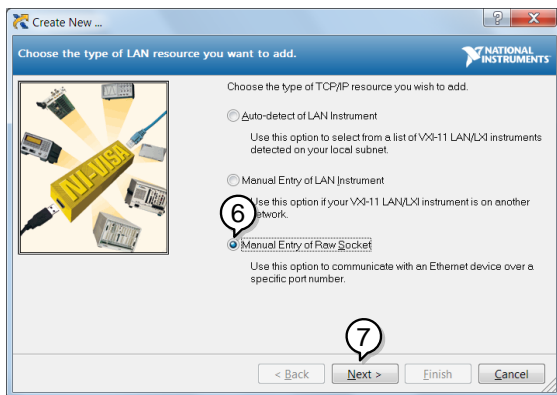 Create New ...
Choose the type of LAN resource you want to add.
NATIONAL
INSTRUMENTS
NI-VISA
Choose the type of TCP/IP resource you wish to add.
Auto-detect of LAN Instrument
Use this option to select from a list of VXI-11 LAN/LXI instruments
detected on your local subnet.
Manual Entry of LAN Instrument
Use this option if your VXI-11 LAN/LXI instrument is on another
network.
6
Manual Entry of Raw Socket
Use this option to communicate with an Ethernet device over a
specific port number.
7
< Back
Next >
Finish
Cancel